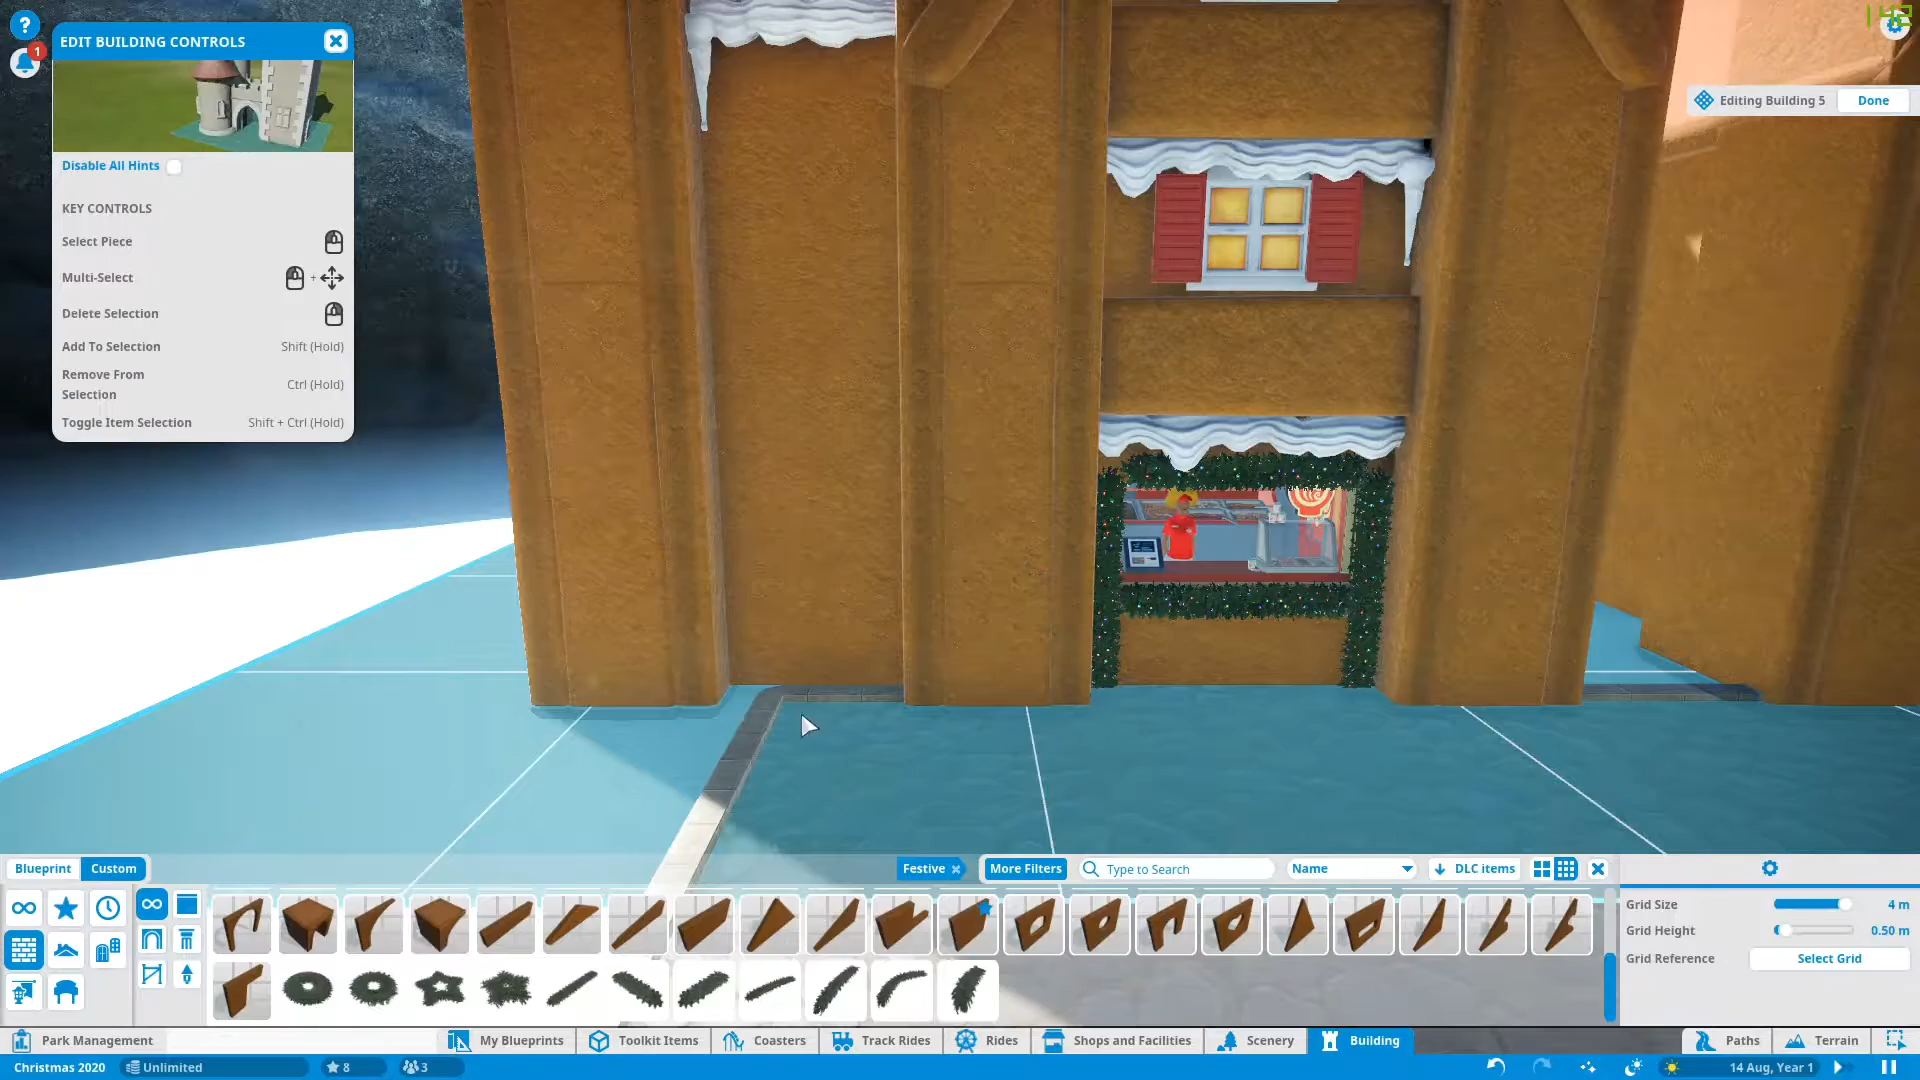 142
?
1
EDIT BUILDING CONTROLS
Disable All Hints
KEY CONTROLS
Select Piece
Multi-Select
+
Delete Selection
Add To Selection
Shift (Hold)
Remove From
Selection
Ctrl (Hold)
Toggle Item Selection
Shift + Ctrl (Hold)
Editing Building 5
Done
Blueprint
Custom
Festive
More Filters
Type to Search
Name
DLC items
Grid Size
4 m
Grid Height
0.50 m
Grid Reference
Select Grid
Park Management
My Blueprints
Toolkit Items
Coasters
Track Rides
Rides
Shops and Facilities
Scenery
Building
Paths
Terrain
Christmas 2020
Unlimited
8
3
14 Aug, Year 1